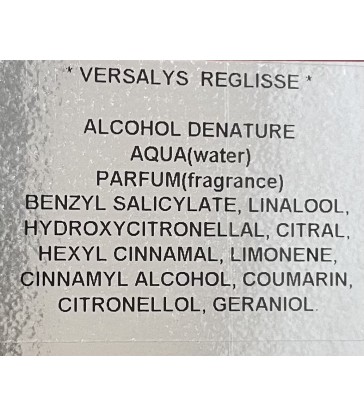 * VERSALYS REGLISSE *
ALCOHOL DENATURE
AQUA(water)
PARFUM(fragrance)
BENZYL SALICYLATE, LINALOOL,
HYDROXYCITRONELLAL, CITRAL,
HEXYL CINNAMAL, LIMONENE,
CINNAMYL ALCOHOL, COUMARIN,
CITRONELLOL, GERANIOL.